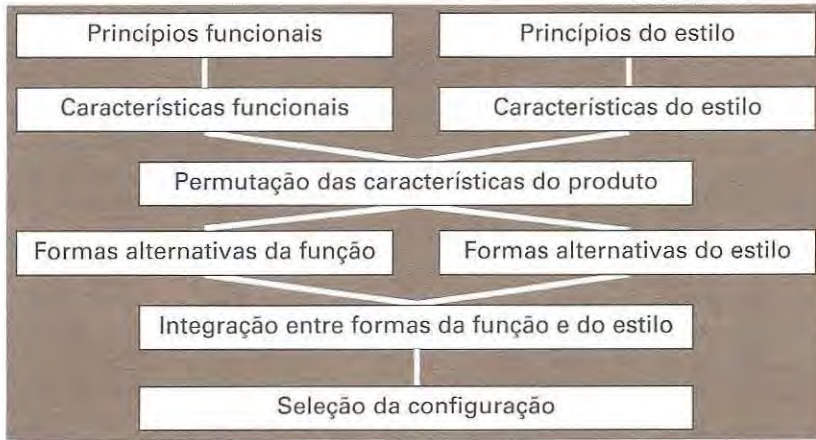 Princípios funcionais
Princípios do estilo
Características funcionais
Características do estilo
Permutação das características do produto
Formas alternativas da função
Formas alternativas do estilo
Integração entre formas da função e do estilo
Seleção da configuração